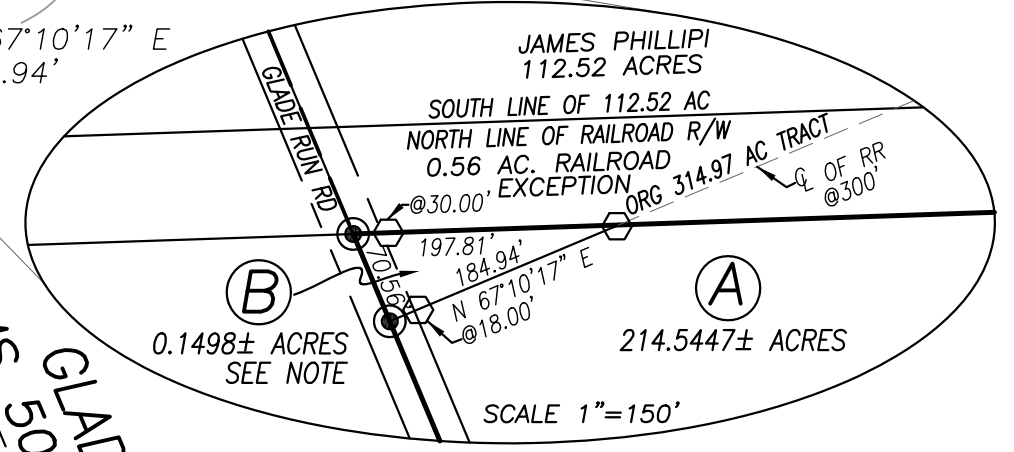 67°10'17" E
.94'
JAMES PHILLIPI
112.52 ACRES
SOUTH LINE OF 112.52 AC
NORTH LINE OF RAILROAD R/W
0.56 AC. RAILROAD
EXCEPTION
GLADE RUN RD
ORG 314.97 AC TRACT
℄ OF RR
@300'
@30.00'
197.81'
184.94'
N 67°10'17" E
@18.00'
70.56'
B
0.1498± ACRES
SEE NOTE
A
214.5447± ACRES
SCALE 1"=150'
GLAD
50